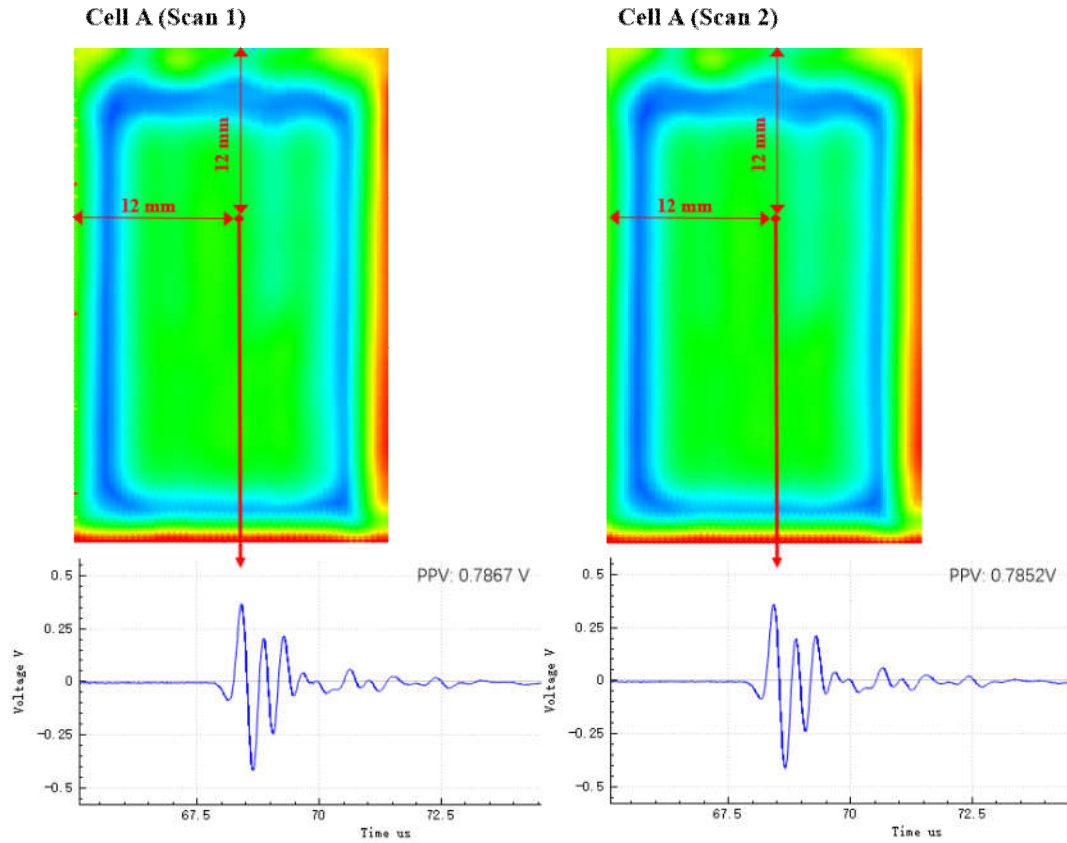 Cell A (Scan 1)
Cell A (Scan 2)
12 mm
12 mm
12 mm
12 mm
PPV: 0.7867 V
0.5
0.25
0
-0.25
-0.5
Voltage V
67.5
70
72.5
Time us
PPV: 0.7852V
0.5
0.25
0
-0.25
-0.5
Voltage V
67.5
70
72.5
Time us